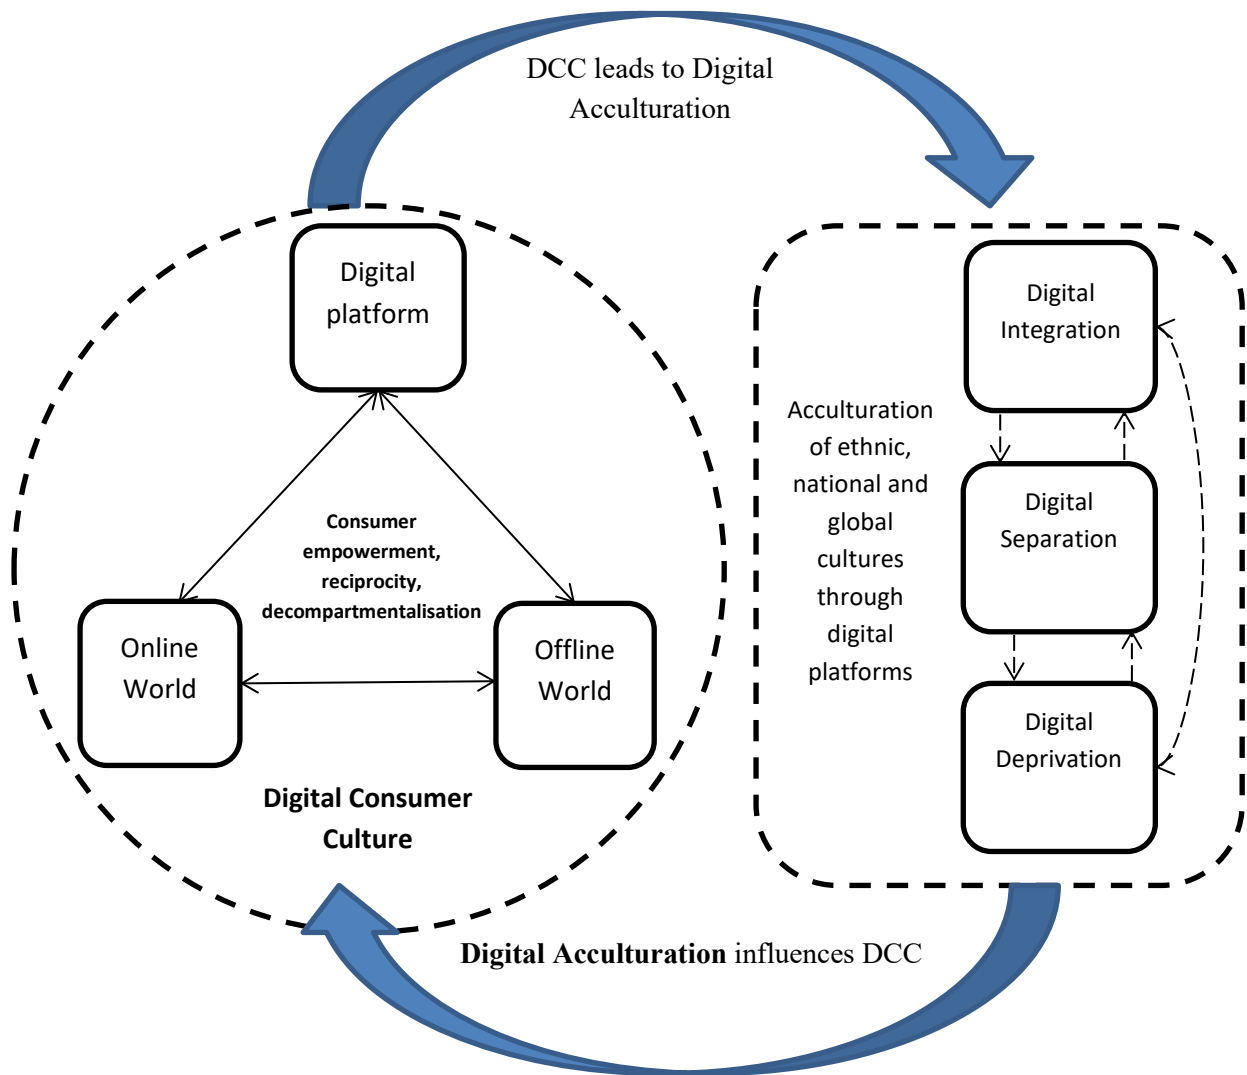 DCC leads to Digital
Acculturation
Digital
platform
Consumer
empowerment,
reciprocity,
decompartmentalisation
Online
World
Offline
World
Digital Consumer
Culture
Acculturation
of ethnic,
national and
global
cultures
through
digital
platforms
Digital
Integration
Digital
Separation
Digital
Deprivation
Digital Acculturation influences DCC